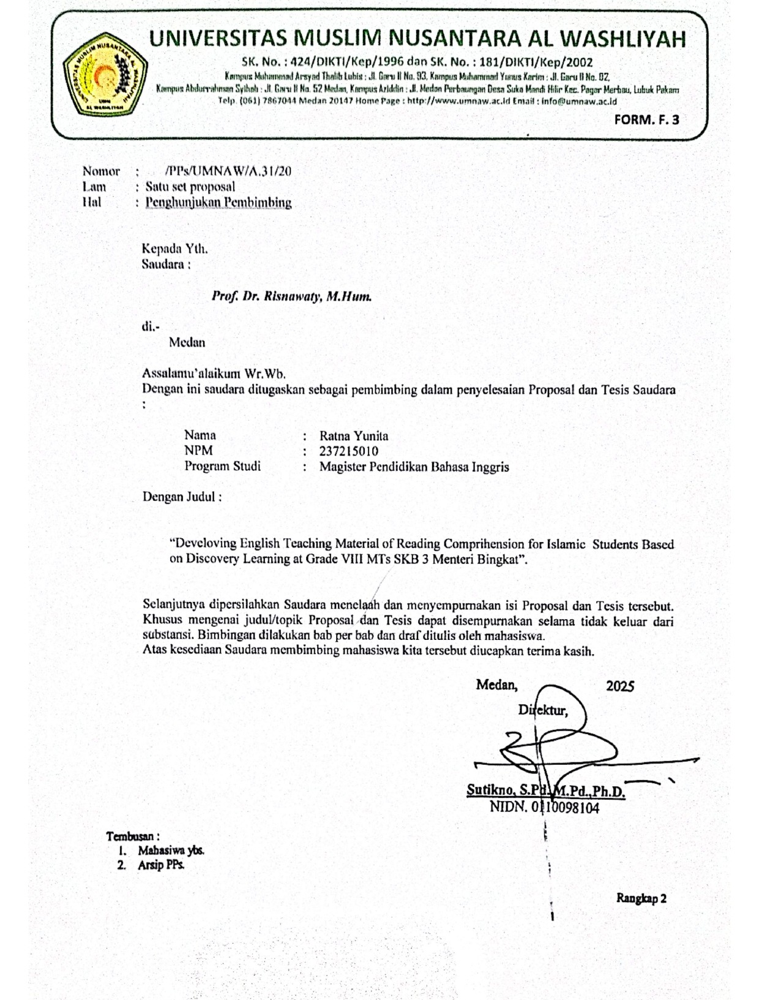 UNIVERSITAS MUSLIM NUSANTARA AL WASHLIYAH
SK. No. : 424/DIKTI/Kep/1996 dan SK. No. : 181/DIKTI/Kep/2002
Kampus Muhammad Arsyad Thalib Lubis : Jl. Garu II No. 93, Kampus Muhammad Yunus Karim : Jl. Garu II No. 02,
Kampus Abdurrahman Syihab : Jl. Garu II No. 52 Medan, Kampus Aziddin : Jl. Medan Perbaungan Desa Suka Mandi Hilir Kec. Pagar Merbau, Lubuk Pakam
Telp. (061) 7867044 Medan 20147 Home Page : http://www.umnaw.ac.id Email : info@umnaw.ac.id
FORM. F. 3
UNIVERSITAS MUSLIM NUSANTARA AL WASHLIYAH
UMN
AL WASHLIYAH
Nomor : /PPs/UMNAW/A.31/20
Lam : Satu set proposal
Hal : Penghunjukan Pembimbing
Kepada Yth.
Saudara :
Prof. Dr. Risnawaty, M.Hum.
di.-
Medan
Assalamu'alaikum Wr.Wb.
Dengan ini saudara ditugaskan sebagai pembimbing dalam penyelesaian Proposal dan Tesis Saudara
:
Nama : Ratna Yunita
NPM : 237215010
Program Studi : Magister Pendidikan Bahasa Inggris
Dengan Judul :
“Develoving English Teaching Material of Reading Comprihension for Islamic Students Based
on Discovery Learning at Grade VIII MTs SKB 3 Menteri Bingkat”.
Selanjutnya dipersilahkan Saudara menelaah dan menyempurnakan isi Proposal dan Tesis tersebut.
Khusus mengenai judul/topik Proposal dan Tesis dapat disempurnakan selama tidak keluar dari
substansi. Bimbingan dilakukan bab per bab dan draf ditulis oleh mahasiswa.
Atas kesediaan Saudara membimbing mahasiswa kita tersebut diucapkan terima kasih.
Medan, 2025
Direktur,
Sutikno, S.Pd. M.Pd.,Ph.D.
NIDN. 0110098104
Tembusan :
1. Mahasiwa ybs.
2. Arsip PPs.
Rangkap 2